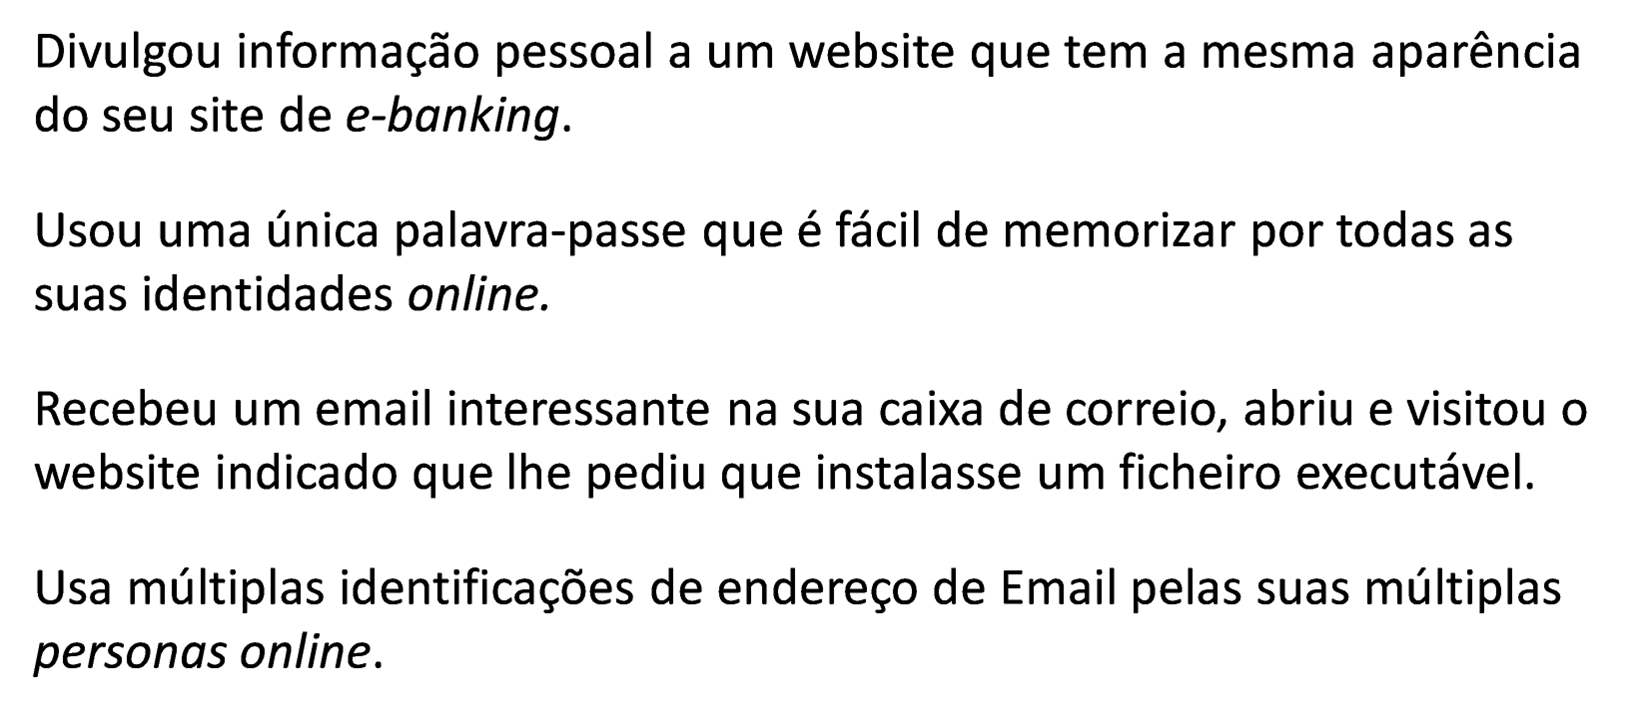 Divulgou informação pessoal a um website que tem a mesma aparência
do seu site de e-banking.
Usou uma única palavra-passe que é fácil de memorizar por todas as
suas identidades online.
Recebeu um email interessante na sua caixa de correio, abriu e visitou o
website indicado que lhe pediu que instalasse um ficheiro executável.
Usa múltiplas identificações de endereço de Email pelas suas múltiplas
personas online.